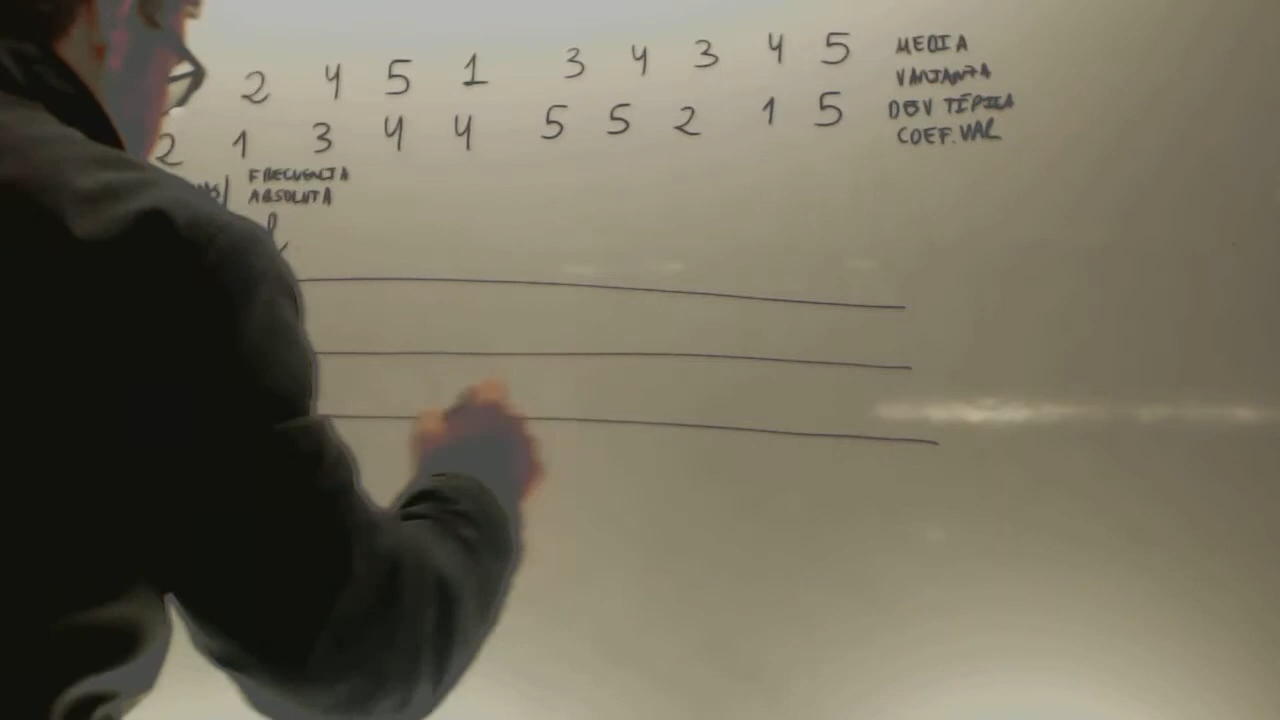 2 4 5 1 3 4 3 4 5
2 1 3 4 4 5 5 2 1 5
MEDIA
VARIANZA
DESV TÍPICA
COEF. VAR
FRECUENCIA
ABSOLUTA